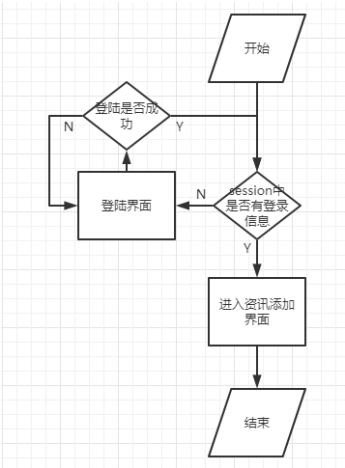 开始
登陆是否成
功
N
Y
session中
是否有登录
信息
N
登陆界面
Y
进入资讯添加
界面
结束